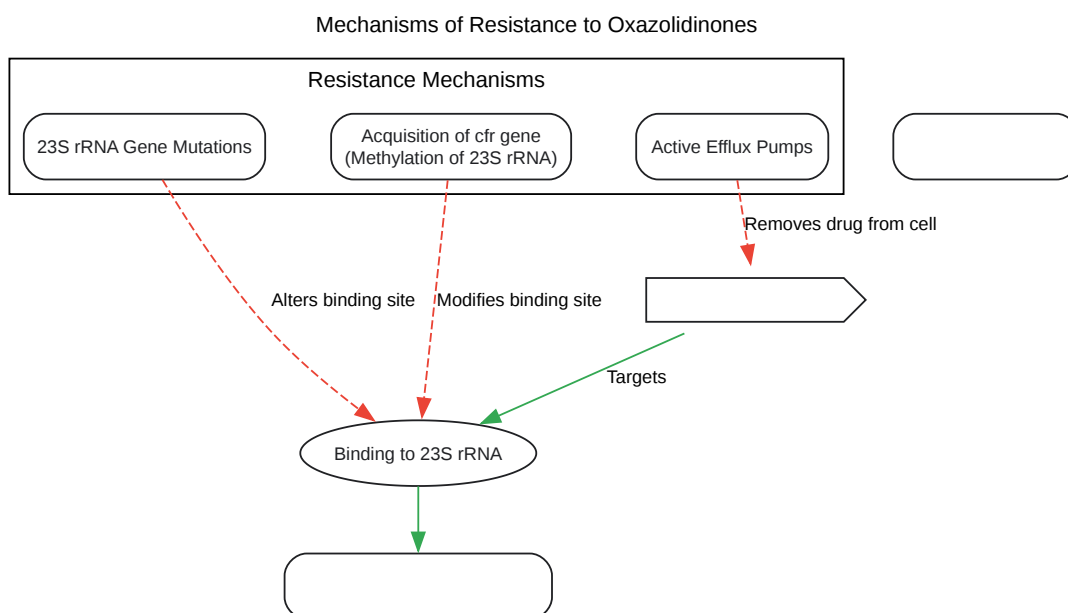 Mechanisms of Resistance to Oxazolidinones
Resistance Mechanisms
23S rRNA Gene Mutations
Acquisition of cfr gene
(Methylation of 23S rRNA)
Active Efflux Pumps
Removes drug from cell
Alters binding site
Modifies binding site
Targets
Binding to 23S rRNA